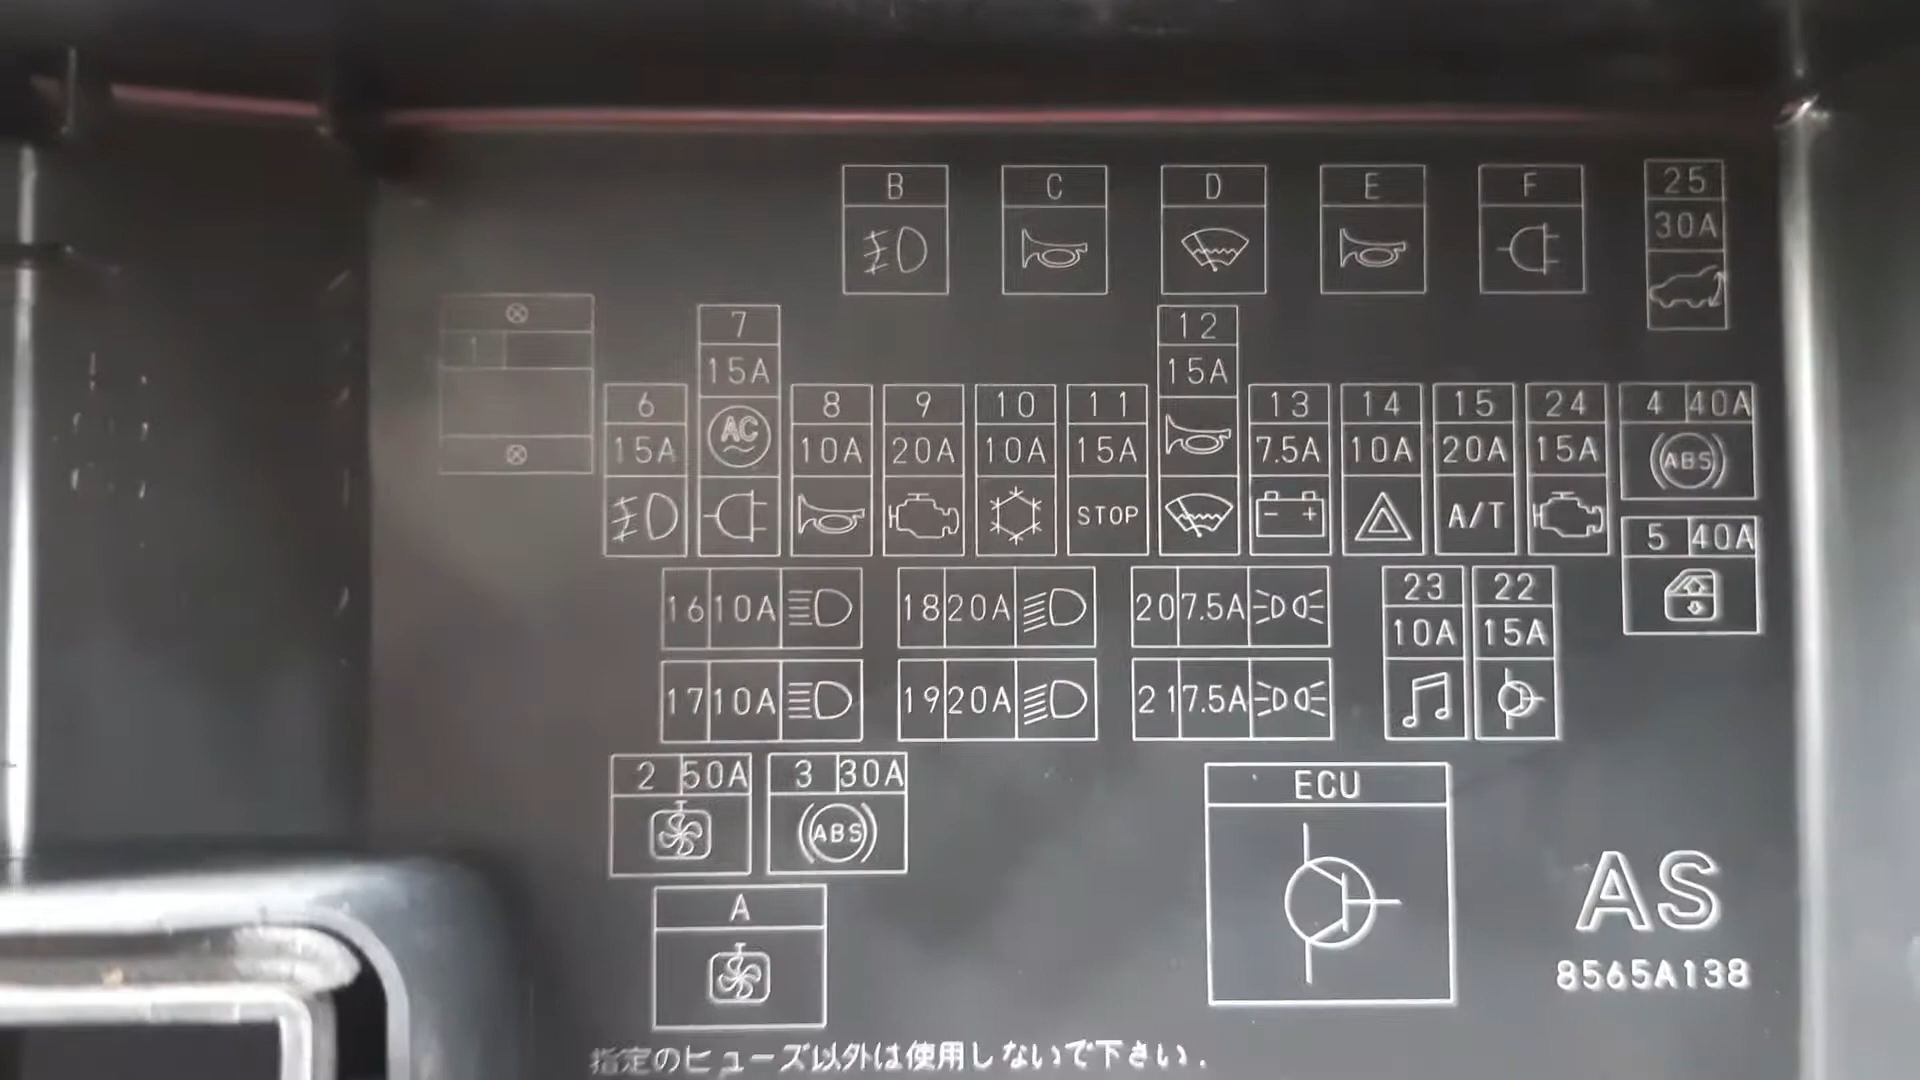 B C D E F 25
30A
1
7 12
15A 15A
6 8 9 10 11 13 14 15 24 4 40A
15A AC 10A 20A 10A 15A 7.5A 10A 20A 15A ABS
STOP A/T
5 40A
16 10A 18 20A 20 7.5A 23 22
10A 15A
17 10A 19 20A 21 7.5A
2 50A 3 30A ECU
ABS
A
AS
8565A138
指定のヒューズ以外は使用しないで下さい.